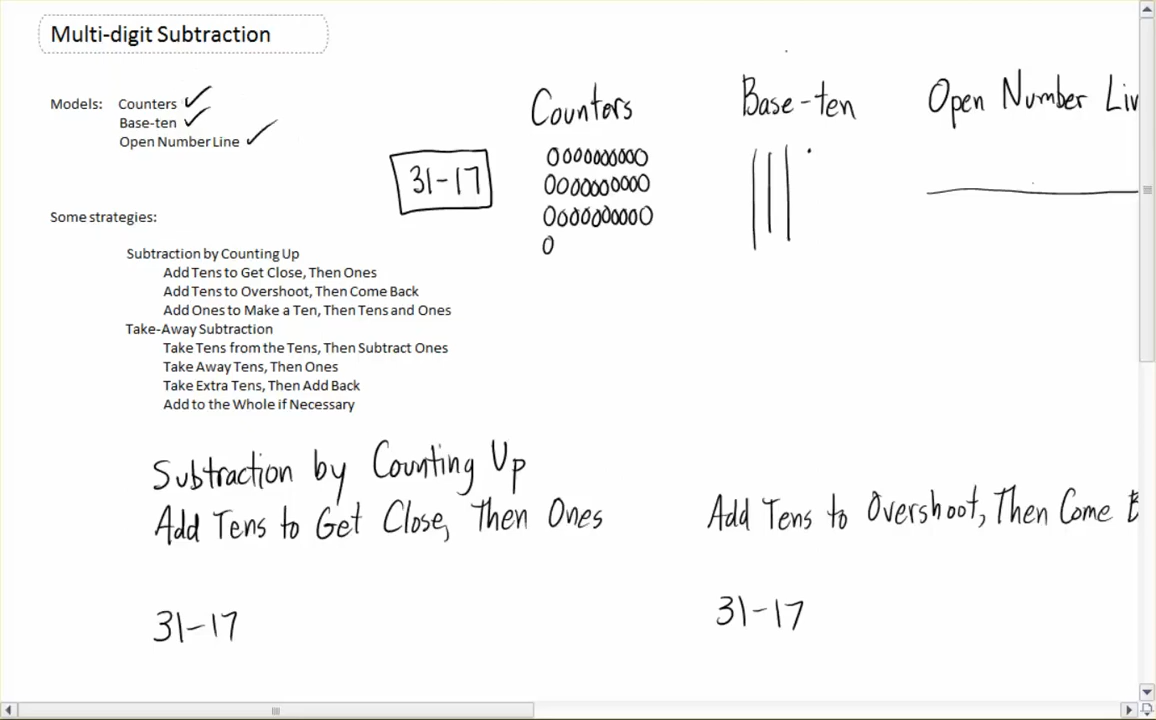 Multi-digit Subtraction
Models: Counters
Base-ten
Open Number Line
Counters
Base-ten
Open Number Lin
31-17
Some strategies:
Subtraction by Counting Up
Add Tens to Get Close, Then Ones
Add Tens to Overshoot, Then Come Back
Add Ones to Make a Ten, Then Tens and Ones
Take-Away Subtraction
Take Tens from the Tens, Then Subtract Ones
Take Away Tens, Then Ones
Take Extra Tens, Then Add Back
Add to the Whole if Necessary
Subtraction by Counting Up
Add Tens to Get Close, Then Ones
Add Tens to Overshoot, Then Come B
31-17
31-17